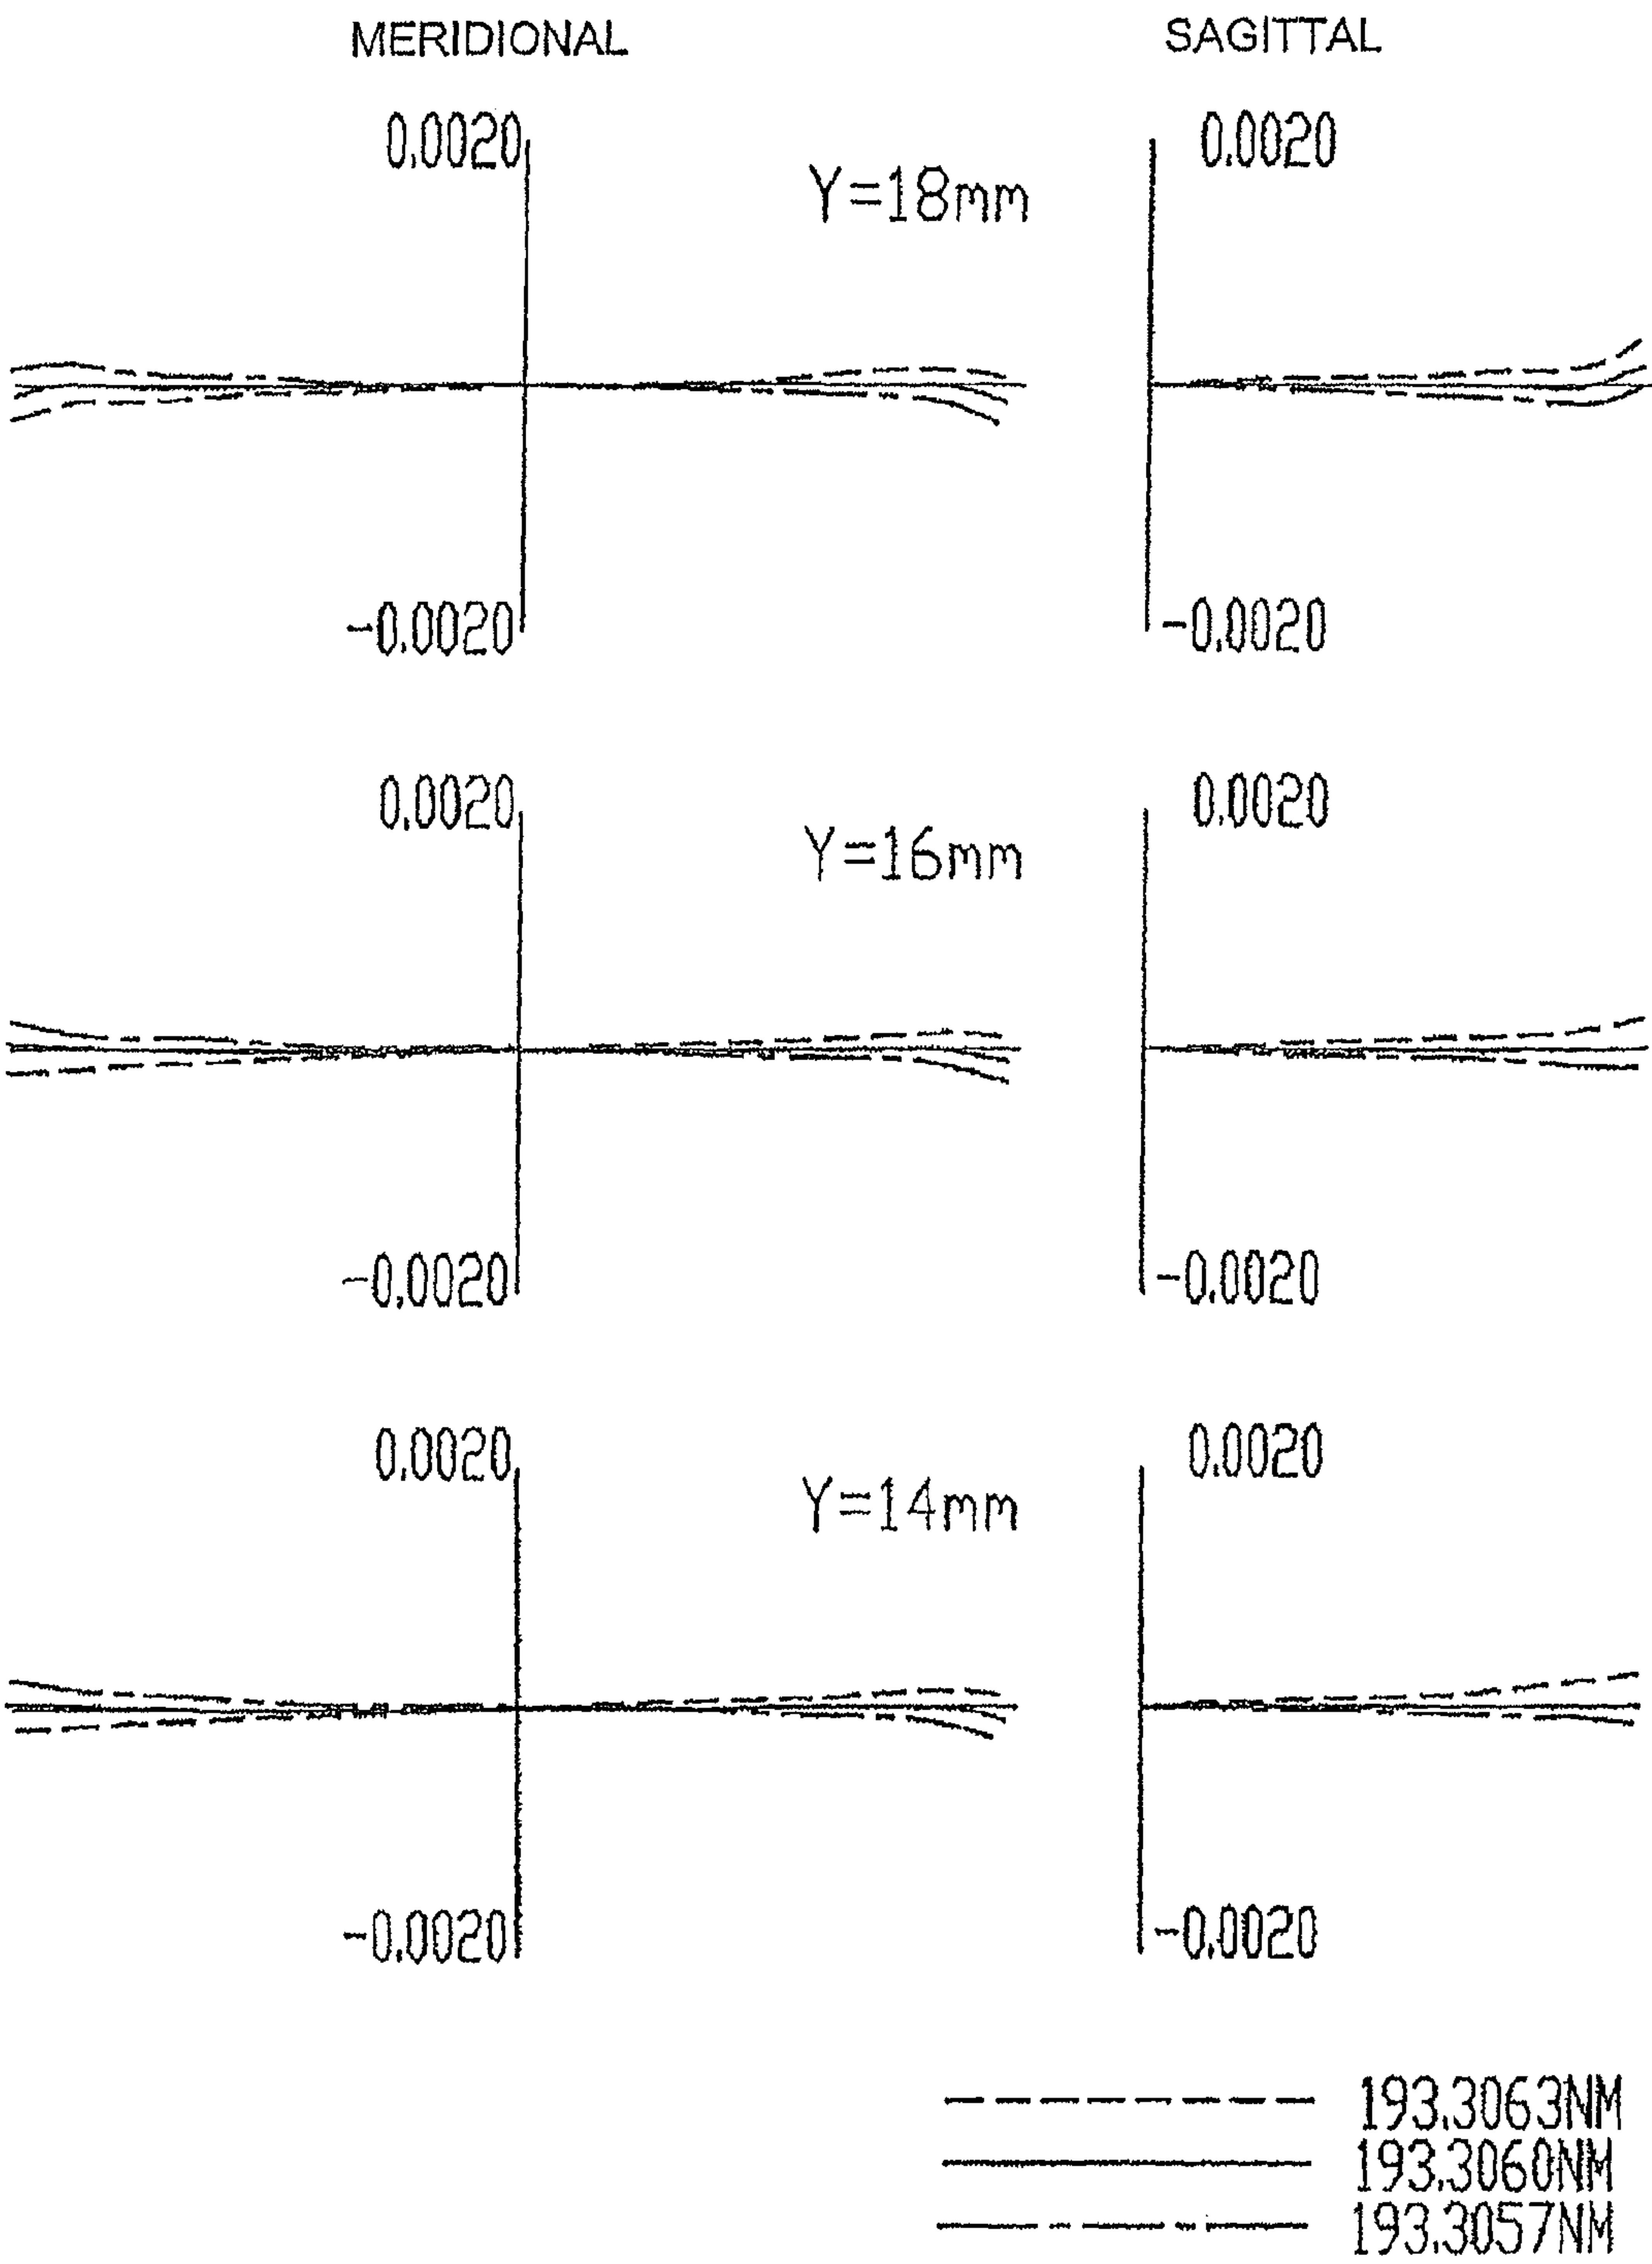 MERIDIONAL SAGITTAL
0.0020 0.0020
Y=18mm
-0.0020 -0.0020
0.0020 0.0020
Y=16mm
-0.0020 -0.0020
0.0020 0.0020
Y=14mm
-0.0020 -0.0020
193.3063NM
193.3060NM
193.3057NM